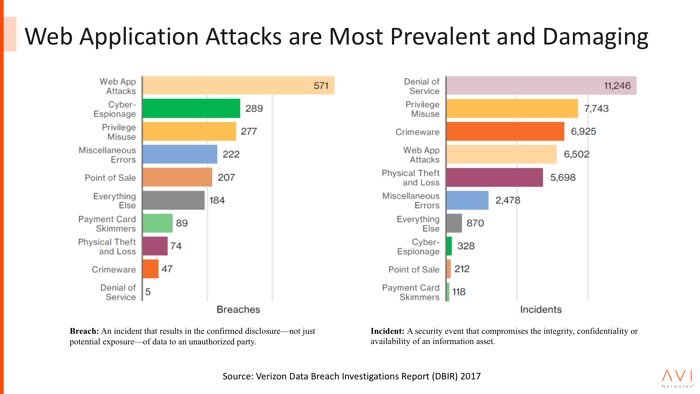 Web Application Attacks are Most Prevalent and Damaging
Web App
Attacks
571
Cyber-
Espionage
289
Privilege
Misuse
277
Miscellaneous
Errors
222
Point of Sale
207
Everything
Else
184
Payment Card
Skimmers
89
Physical Theft
and Loss
74
Crimeware
47
Denial of
Service
5
Breaches
Denial of
Service
11,246
Privilege
Misuse
7,743
Crimeware
6,925
Web App
Attacks
6,502
Physical Theft
and Loss
5,698
Miscellaneous
Errors
2,478
Everything
Else
870
Cyber-
Espionage
328
Point of Sale
212
Payment Card
Skimmers
118
Incidents
Breach: An incident that results in the confirmed disclosure—not just
potential exposure—of data to an unauthorized party.
Incident: A security event that compromises the integrity, confidentiality or
availability of an information asset.
Source: Verizon Data Breach Investigations Report (DBIR) 2017
AVI
Networks